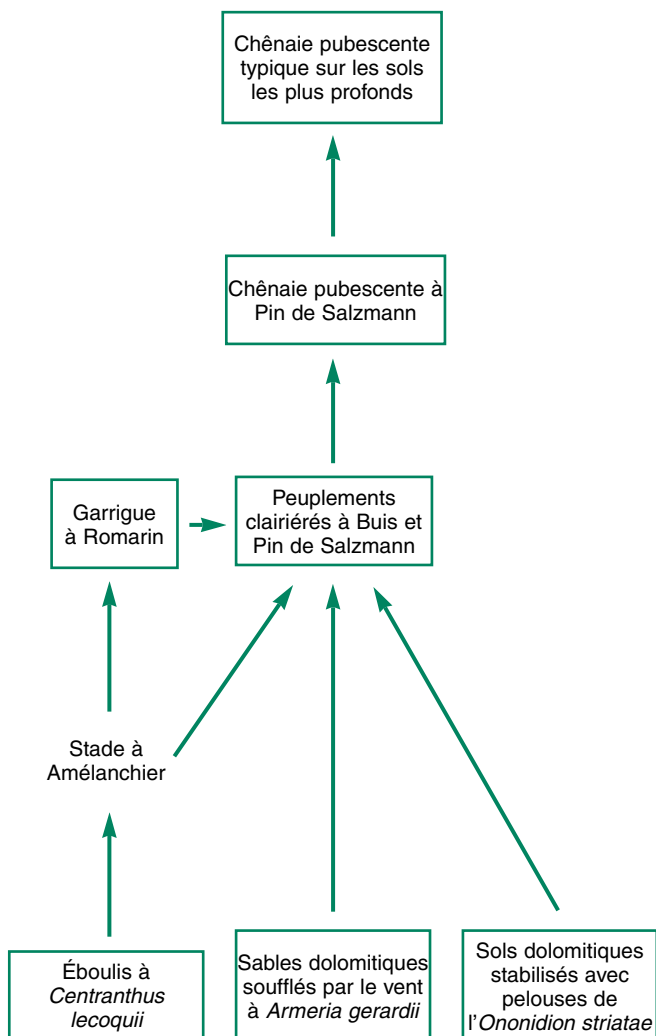 Chênaie pubescente
typique sur les sols
les plus profonds
Chênaie pubescente à
Pin de Salzmann
Garrigue
à Romarin
Peuplements
clairiérés à Buis et
Pin de Salzmann
Stade à
Amélanchier
Éboulis à
Centranthus
lecoquii
Sables dolomitiques
soufflés par le vent
à Armeria gerardii
Sols dolomitiques
stabilisés avec
pelouses de
l'Ononidion striatae